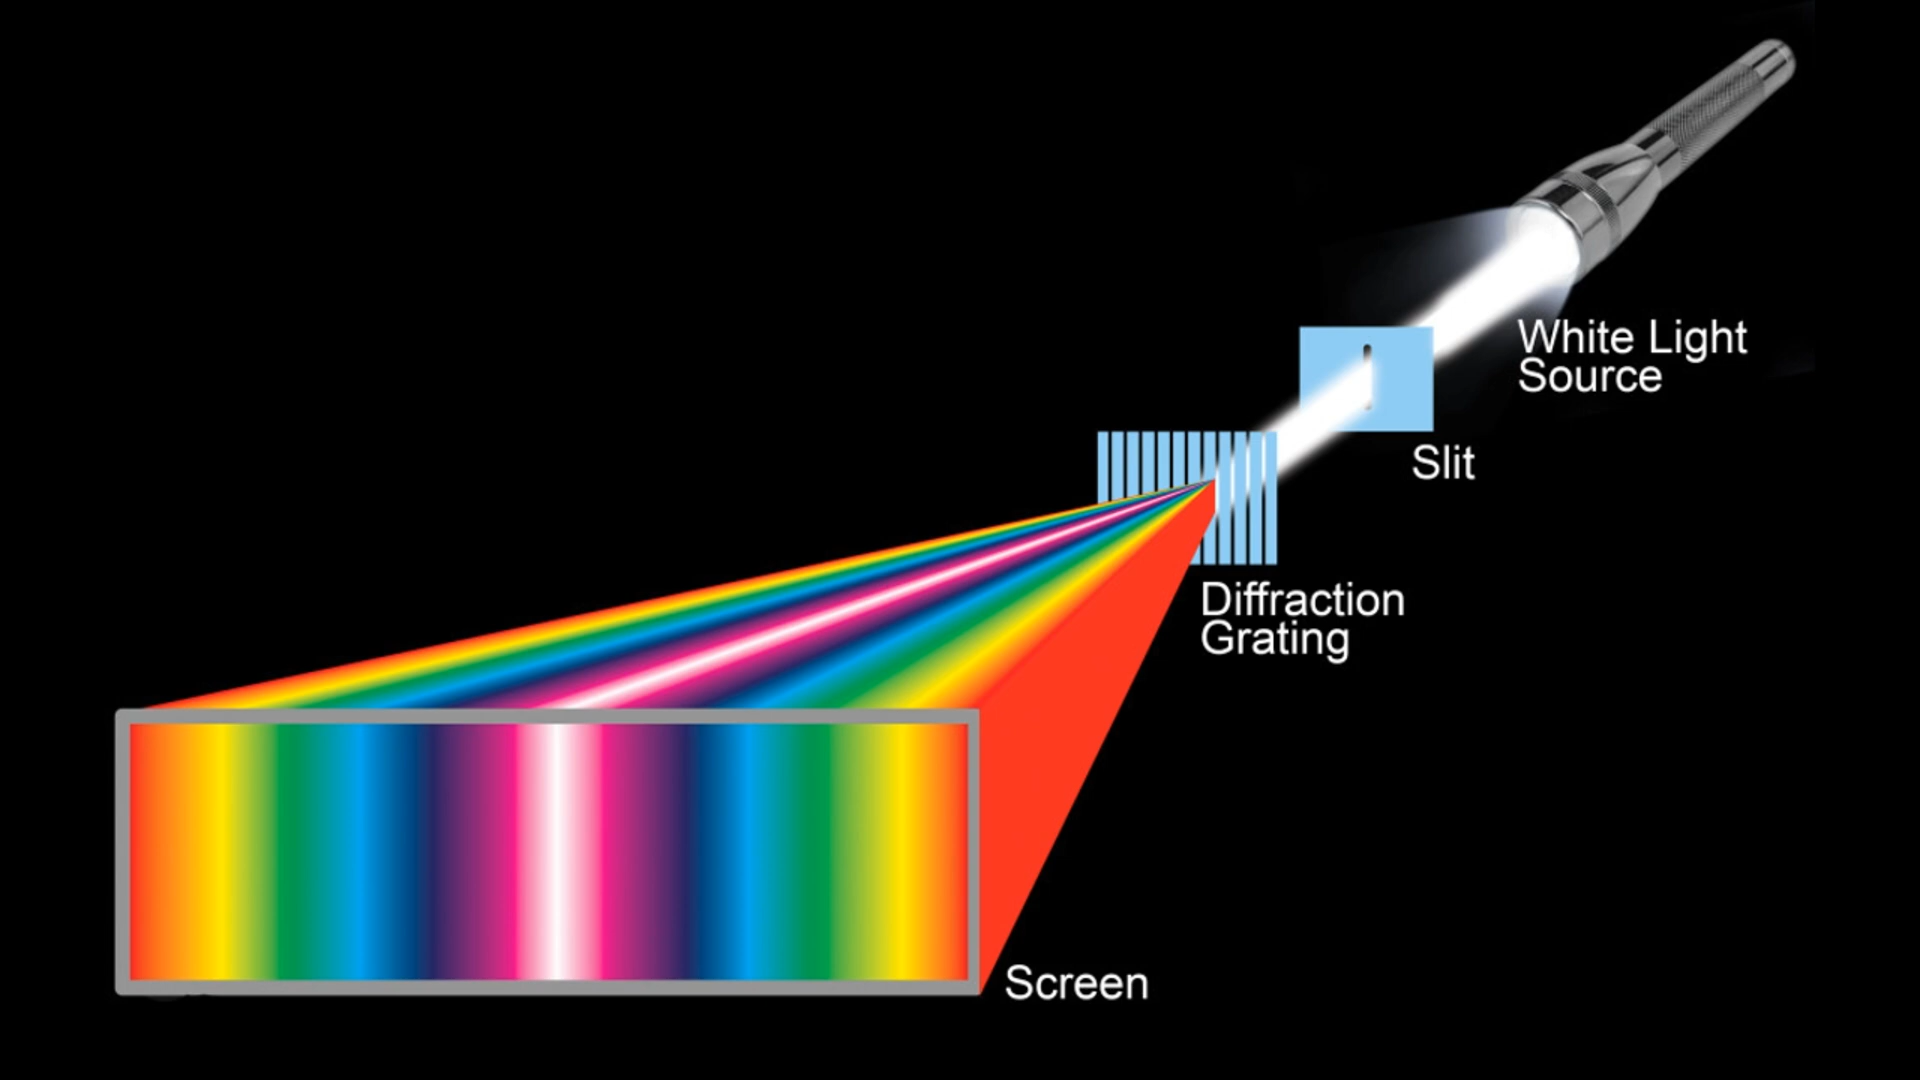 White Light
Source
Slit
Diffraction
Grating
Screen